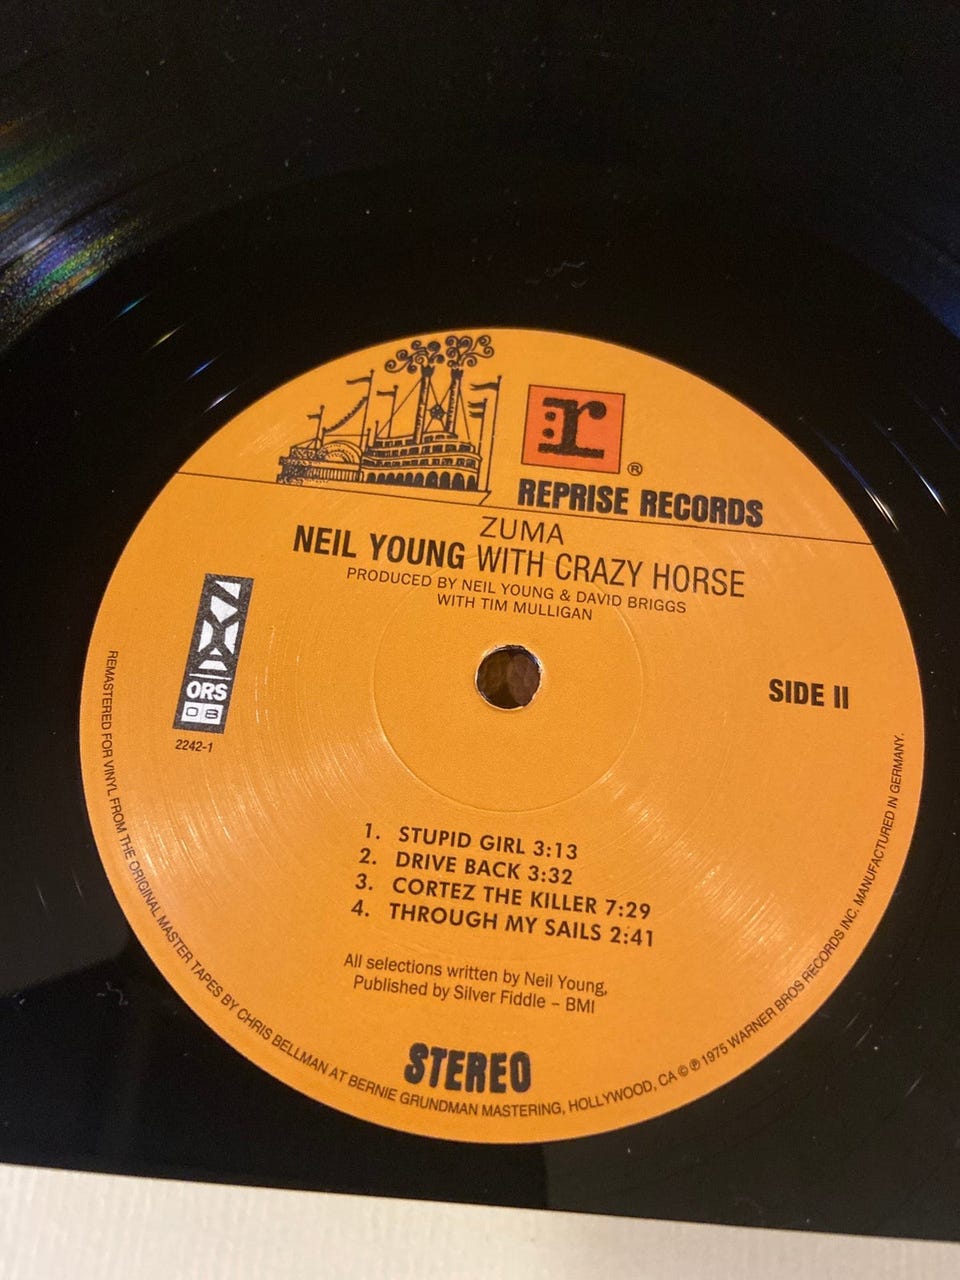 r
®
REPRISE RECORDS
ZUMA
NEIL YOUNG WITH CRAZY HORSE
PRODUCED BY NEIL YOUNG & DAVID BRIGGS
WITH TIM MULLIGAN
ORS
08
2242-1
SIDE II
1. STUPID GIRL 3:13
2. DRIVE BACK 3:32
3. CORTEZ THE KILLER 7:29
4. THROUGH MY SAILS 2:41
All selections written by Neil Young,
Published by Silver Fiddle – BMI
STEREO
REMASTERED FOR VINYL FROM THE ORIGINAL MASTER TAPES BY CHRIS BELLMAN AT BERNIE GRUNDMAN MASTERING, HOLLYWOOD, CA © ℗ 1975 WARNER BROS RECORDS INC. MANUFACTURED IN GERMANY.